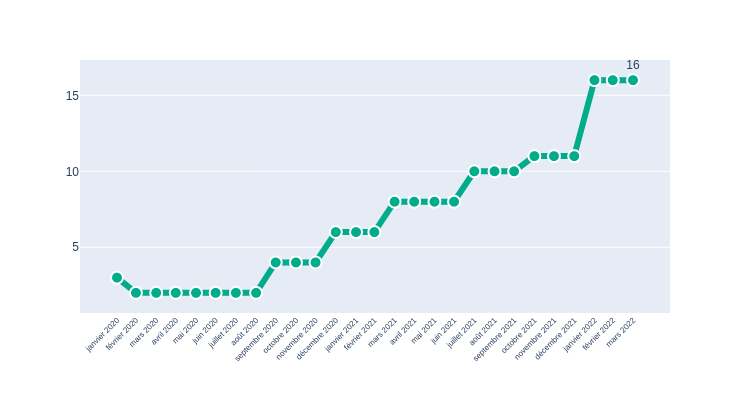 16
15
10
5
janvier 2020
février 2020
mars 2020
avril 2020
mai 2020
juin 2020
juillet 2020
août 2020
septembre 2020
octobre 2020
novembre 2020
décembre 2020
janvier 2021
février 2021
mars 2021
avril 2021
mai 2021
juin 2021
juillet 2021
août 2021
septembre 2021
octobre 2021
novembre 2021
décembre 2021
janvier 2022
février 2022
mars 2022